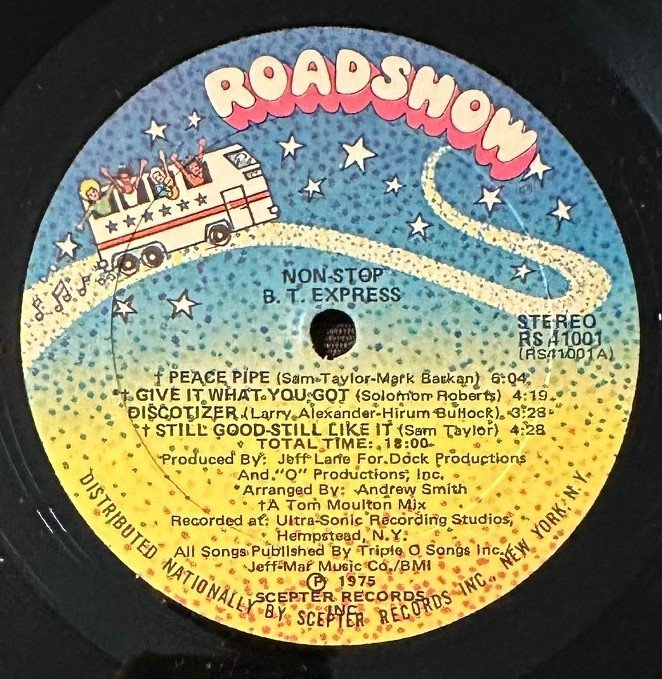 ROADSHOW
NON-STOP
B. T. EXPRESS
STEREO
RS 41001
(RS41001A)
† PEACE PIPE (Sam Taylor-Mark Barkan) 6:04
† GIVE IT WHAT YOU GOT (Solomon Roberts) 4:19
DISCOTIZER (Larry Alexander-Hirum Bullock) 3:28
† STILL GOOD-STILL LIKE IT (Sam Taylor) 4:28
TOTAL TIME: 18:00
Produced By: Jeff Lane For Dock Productions
And "O" Productions, Inc.
Arranged By: Andrew Smith
†A Tom Moulton Mix
Recorded at: Ultra-Sonic Recording Studios,
Hempstead, N.Y.
All Songs Published By Triple O Songs Inc.
Jeff-Mar Music Co./BMI
℗ 1975
SCEPTER RECORDS
INC.
DISTRIBUTED NATIONALLY BY SCEPTER RECORDS INC., NEW YORK, N.Y.